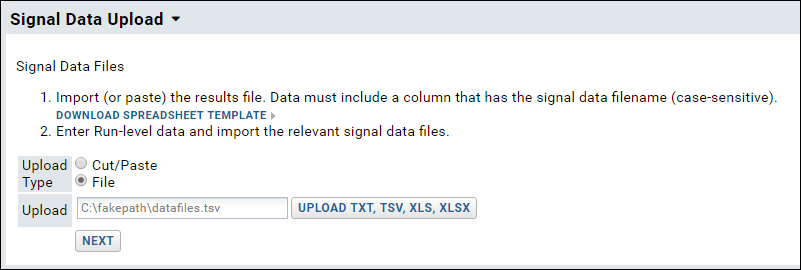 Signal Data Upload
Signal Data Files
1. Import (or paste) the results file. Data must include a column that has the signal data filename (case-sensitive).
DOWNLOAD SPREADSHEET TEMPLATE
2. Enter Run-level data and import the relevant signal data files.
Upload Type
Cut/Paste
File
Upload
C:\fakepath\datafiles.tsv
UPLOAD TXT, TSV, XLS, XLSX
NEXT